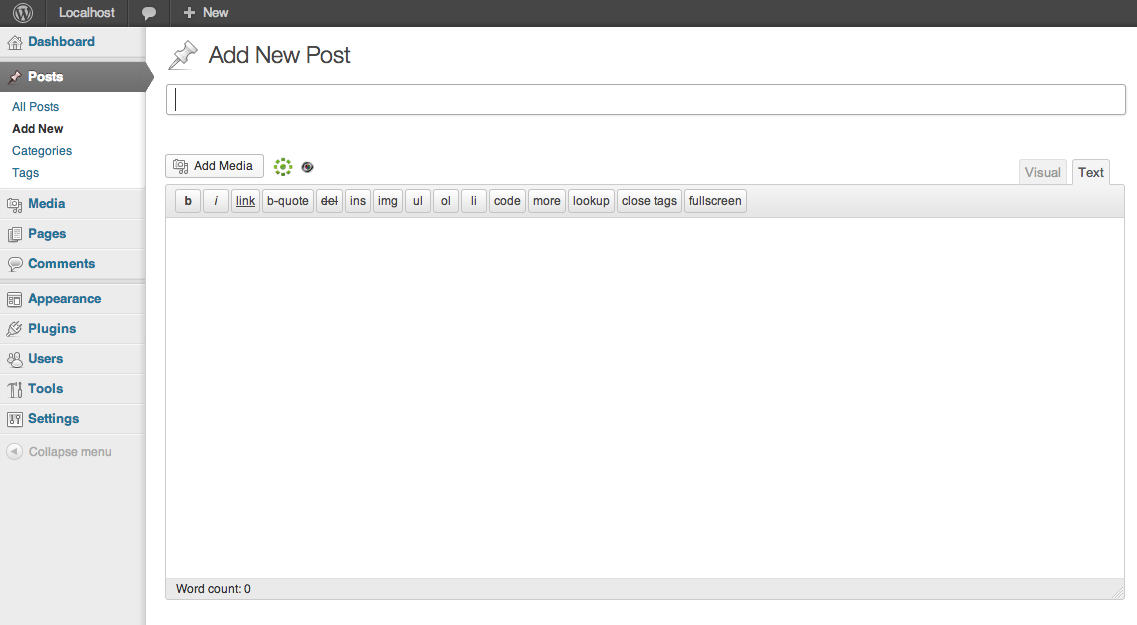 Localhost New
Dashboard
Posts
All Posts
Add New
Categories
Tags
Media
Pages
Comments
Appearance
Plugins
Users
Tools
Settings
Collapse menu
Add New Post
Add Media
Visual Text
b i link b-quote del ins img ul ol li code more lookup close tags fullscreen
Word count: 0